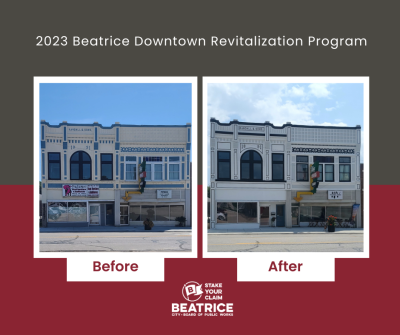 2023 Beatrice Downtown Revitalization Program
Before
After
STAKE
YOUR
CLAIM
BEATRICE
CITY + BOARD OF PUBLIC WORKS